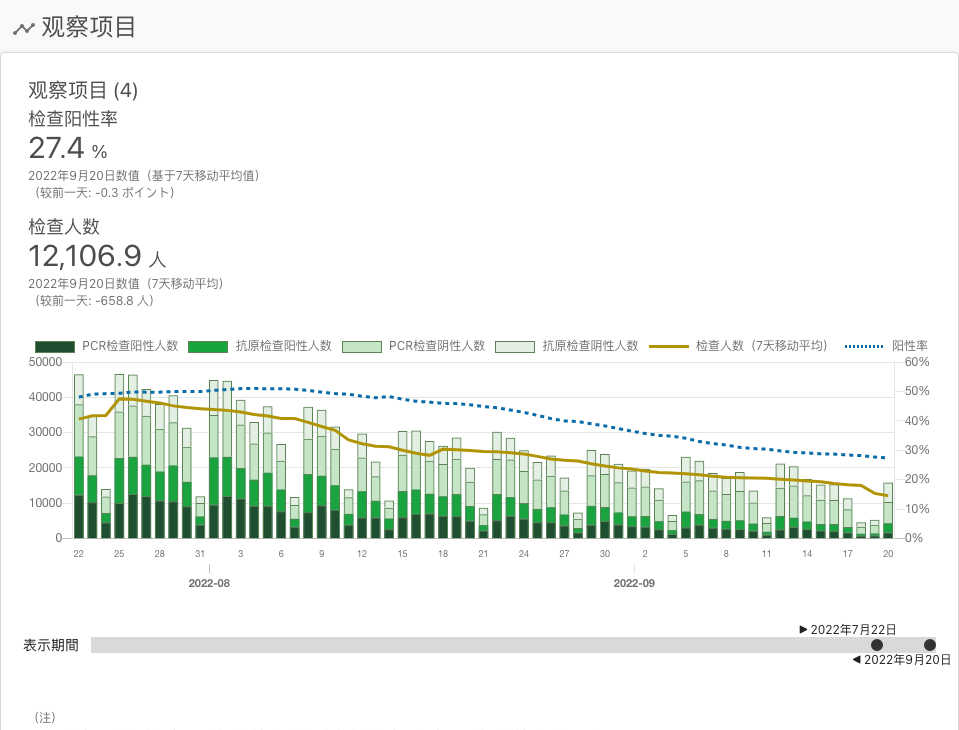 观察项目
观察项目 (4)
检查阳性率
27.4 %
2022年9月20日数值（基于7天移动平均值）
（较前一天: -0.3 ポイント）
检查人数
12,106.9 人
2022年9月20日数值（7天移动平均）
（较前一天: -658.8 人）
PCR检查阳性人数 抗原检查阳性人数 PCR检查阴性人数 抗原检查阴性人数 检查人数（7天移动平均） 阳性率
50000 60%
40000 50%
30000 40%
20000 30%
10000 20%
0 10%
0%
22 25 28 31 3 6 9 12 15 18 21 24 27 30 2 5 8 11 14 17 20
2022-08 2022-09
▶ 2022年7月22日
表示期間
◀ 2022年9月20日
（注）